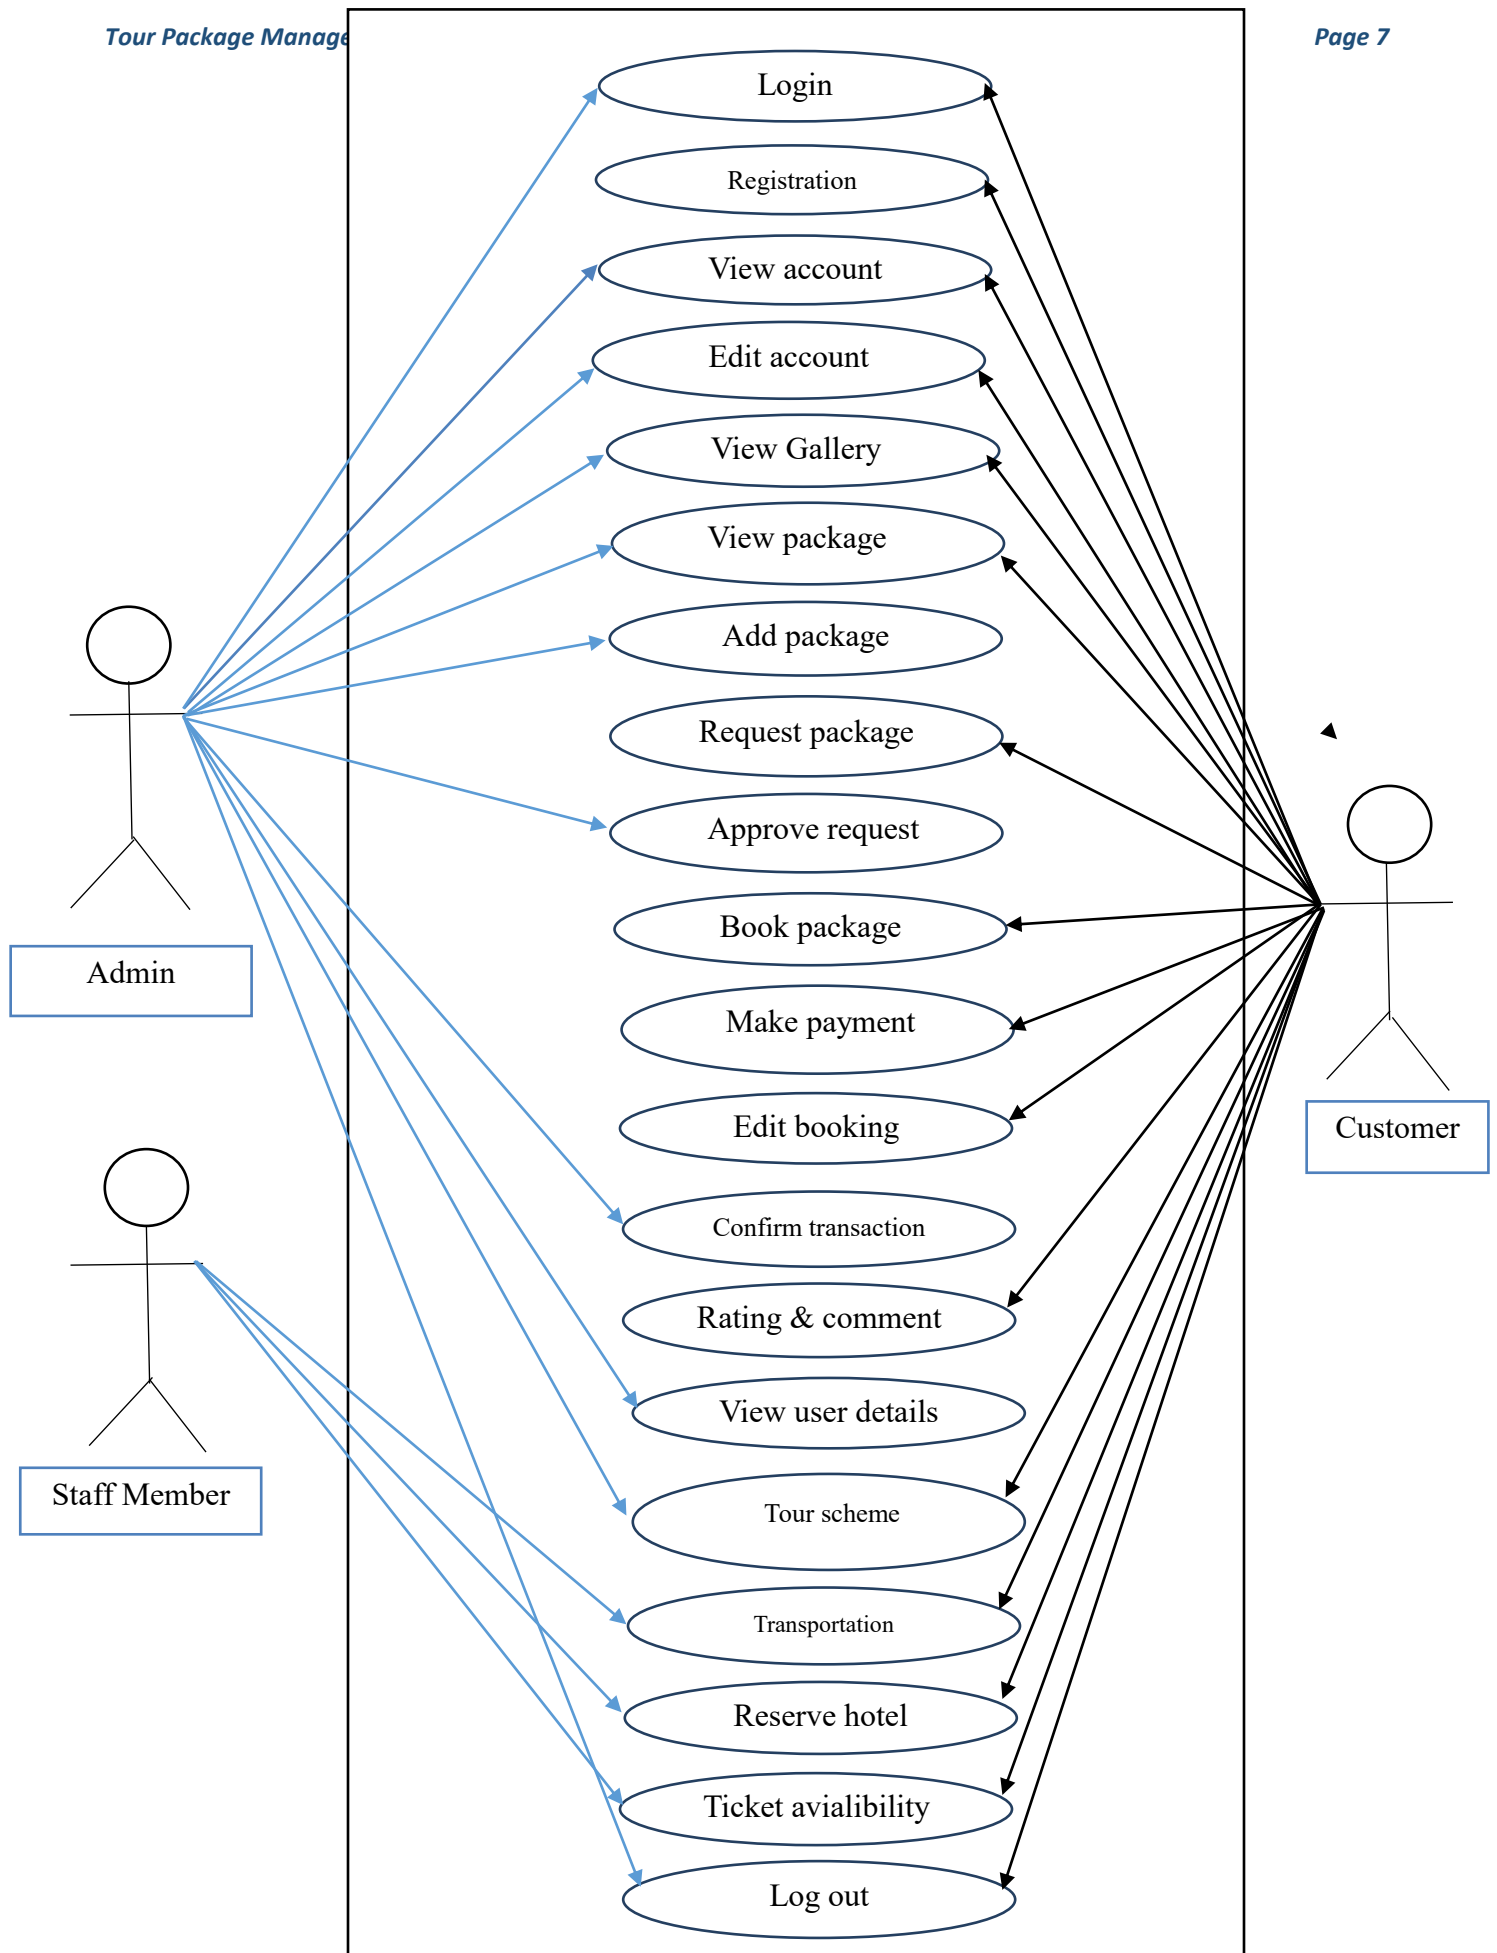 Tour Package Manage
Page 7
Login
Registration
View account
Edit account
View Gallery
View package
Add package
Request package
Approve request
Book package
Admin
Make payment
Edit booking
Customer
Confirm transaction
Rating & comment
View user details
Staff Member
Tour scheme
Transportation
Reserve hotel
Ticket avialibility
Log out